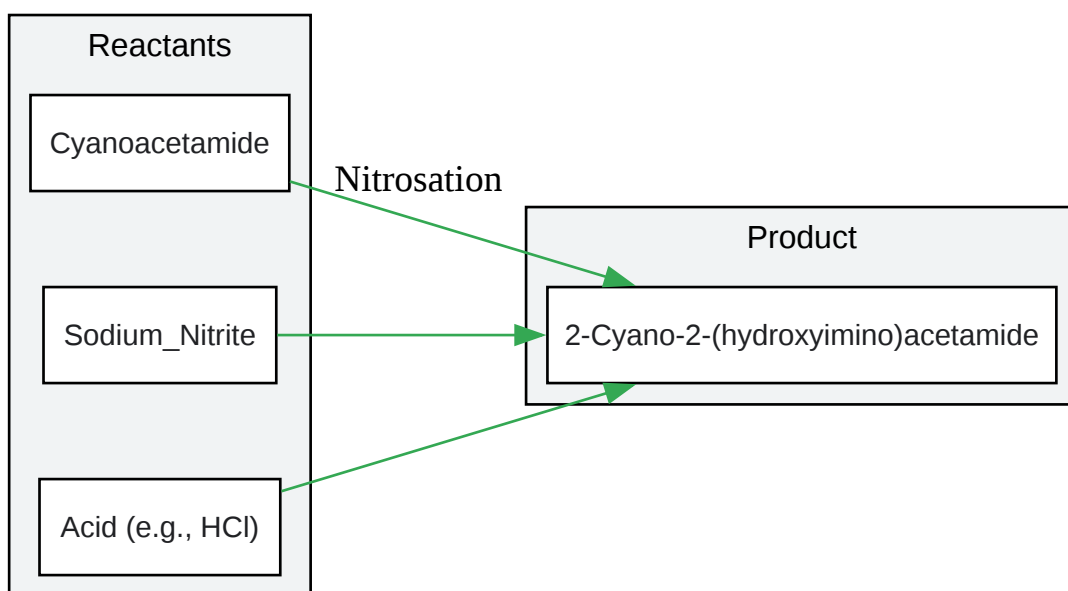 Reactants
Cyanoacetamide
Nitrosation
Product
Sodium_Nitrite
2-Cyano-2-(hydroxyimino)acetamide
Acid (e.g., HCl)